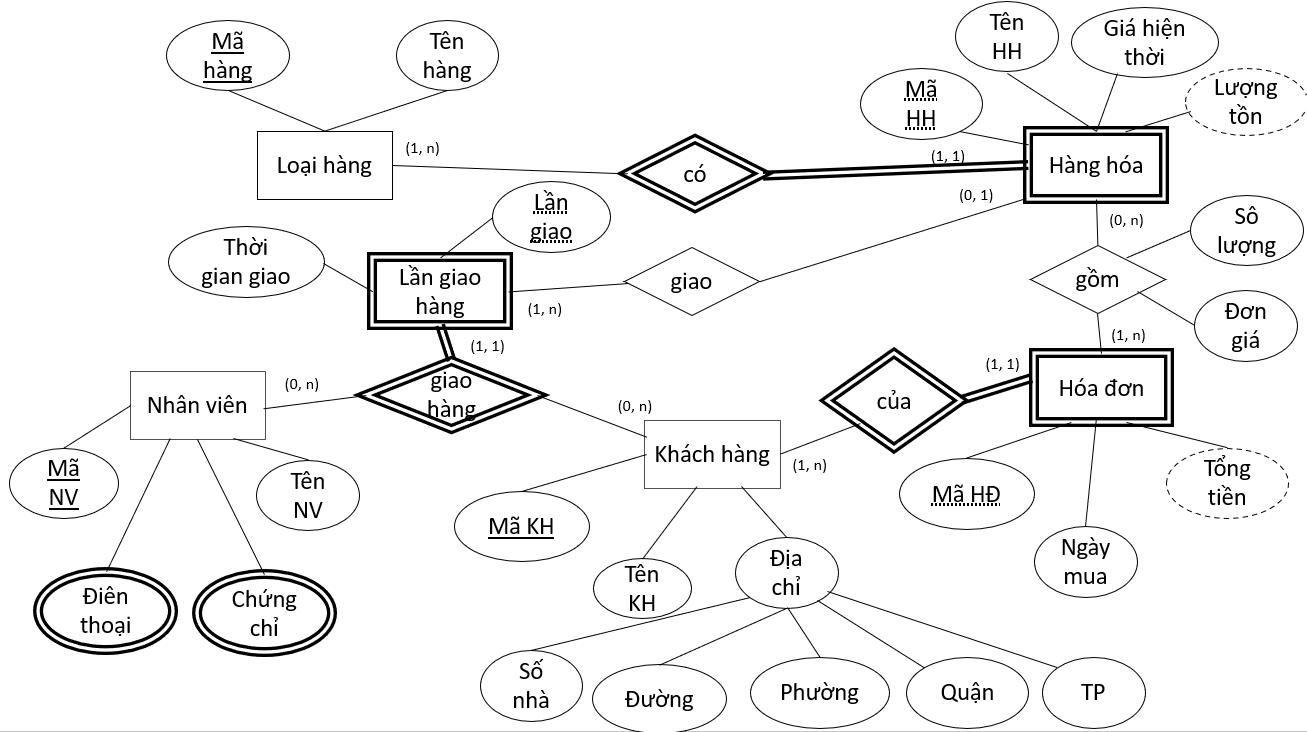 Mã
hàng
Tên
hàng
Tên
HH
Giá hiện
thời
Mã
HH
Lượng
tồn
Loại hàng
(1, n)
có
(1, 1)
Hàng hóa
(0, 1)
(0, n)
Lần
giao
Thời
gian giao
Lần giao
hàng
(1, n)
giao
Sô
lượng
gồm
Đơn
giá
(1, 1)
(1, n)
giao
hàng
(0, n)
Nhân viên
(0, n)
của
(1, 1)
Hóa đơn
Khách hàng
(1, n)
Mã
NV
Tên
NV
Mã KH
Mã HĐ
Tổng
tiền
Ngày
mua
Điên
thoại
Chứng
chỉ
Tên
KH
Địa
chỉ
Số
nhà
Đường
Phường
Quận
TP